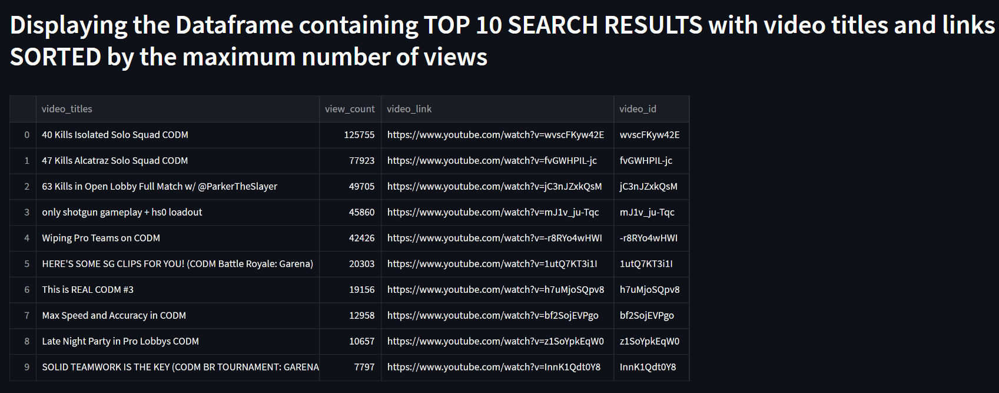 Displaying the Dataframe containing TOP 10 SEARCH RESULTS with video titles and links
SORTED by the maximum number of views
video_titles view_count video_link video_id
0 40 Kills Isolated Solo Squad CODM 125755 https://www.youtube.com/watch?v=wvscFKyw42E wvscFKyw42E
1 47 Kills Alcatraz Solo Squad CODM 77923 https://www.youtube.com/watch?v=fvGWHPIL-jc fvGWHPIL-jc
2 63 Kills in Open Lobby Full Match w/ @ParkerTheSlayer 49705 https://www.youtube.com/watch?v=jC3nJZxkQsM jC3nJZxkQsM
3 only shotgun gameplay + hs0 loadout 45860 https://www.youtube.com/watch?v=mJ1v_ju-Tqc mJ1v_ju-Tqc
4 Wiping Pro Teams on CODM 42426 https://www.youtube.com/watch?v=-r8RYo4wHWI -r8RYo4wHWI
5 HERE'S SOME SG CLIPS FOR YOU! (CODM Battle Royale: Garena) 20303 https://www.youtube.com/watch?v=1utQ7KT3i1I 1utQ7KT3i1I
6 This is REAL CODM #3 19156 https://www.youtube.com/watch?v=h7uMjoSQpv8 h7uMjoSQpv8
7 Max Speed and Accuracy in CODM 12958 https://www.youtube.com/watch?v=bf2SojEVPgo bf2SojEVPgo
8 Late Night Party in Pro Lobbys CODM 10657 https://www.youtube.com/watch?v=z1SoYpkEqW0 z1SoYpkEqW0
9 SOLID TEAMWORK IS THE KEY (CODM BR TOURNAMENT: GARENA 7797 https://www.youtube.com/watch?v=InnK1Qdt0Y8 InnK1Qdt0Y8